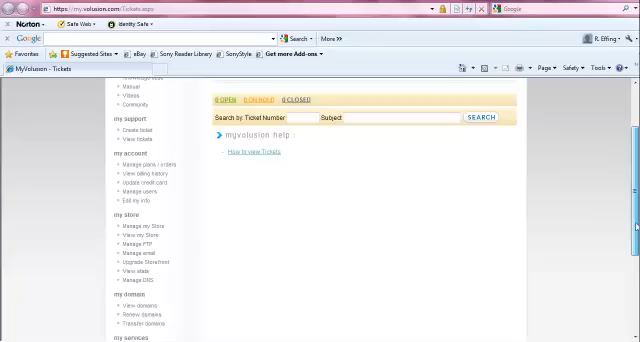 https://my.volusion.com/Tickets.aspx
Google
Norton
Safe Web
Identity Safe
Google
Search
More >>
R. Effing
Favorites
Suggested Sites
eBay
Sony Reader Library
SonyStyle
Get more Add-ons
MyVolusion - Tickets
Page
Safety
Tools
Manual
Videos
Community
my support
Create ticket
View tickets
my account
Manage plans / orders
View billing history
Update credit card
Manage users
Edit my info
my store
Manage my Store
View my Store
Manage FTP
Manage email
Upgrade Storefront
View stats
Manage DNS
my domain
View domains
Renew domains
Transfer domains
my services
0 OPEN
0 ON HOLD
0 CLOSED
Search by: Ticket Number
Subject
SEARCH
myvolusion help :
How to view Tickets